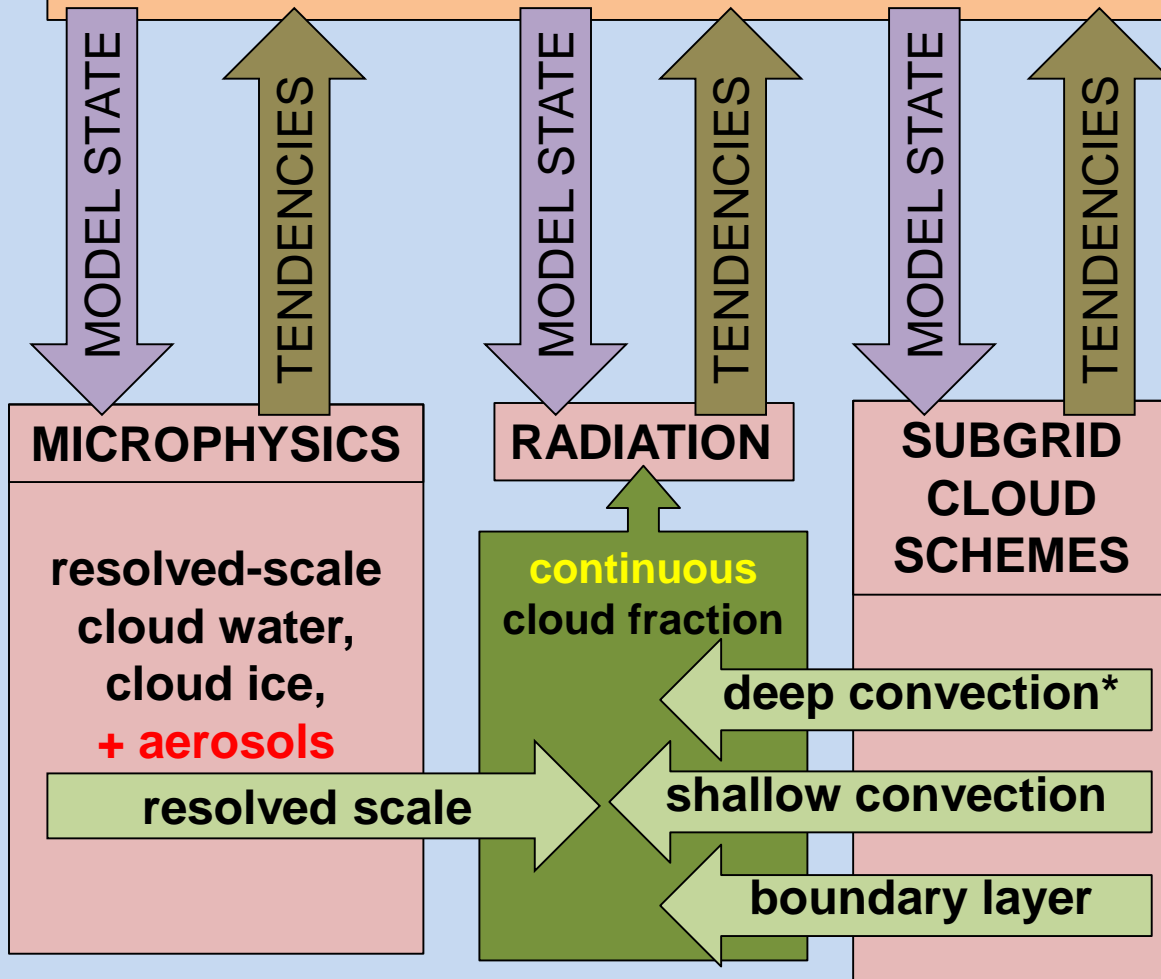 MODEL STATE
TENDENCIES
MODEL STATE
TENDENCIES
MODEL STATE
TENDENCIES
MICROPHYSICS
resolved-scale
cloud water,
cloud ice,
+ aerosols
resolved scale
RADIATION
continuous
cloud fraction
SUBGRID
CLOUD
SCHEMES
deep convection*
shallow convection
boundary layer